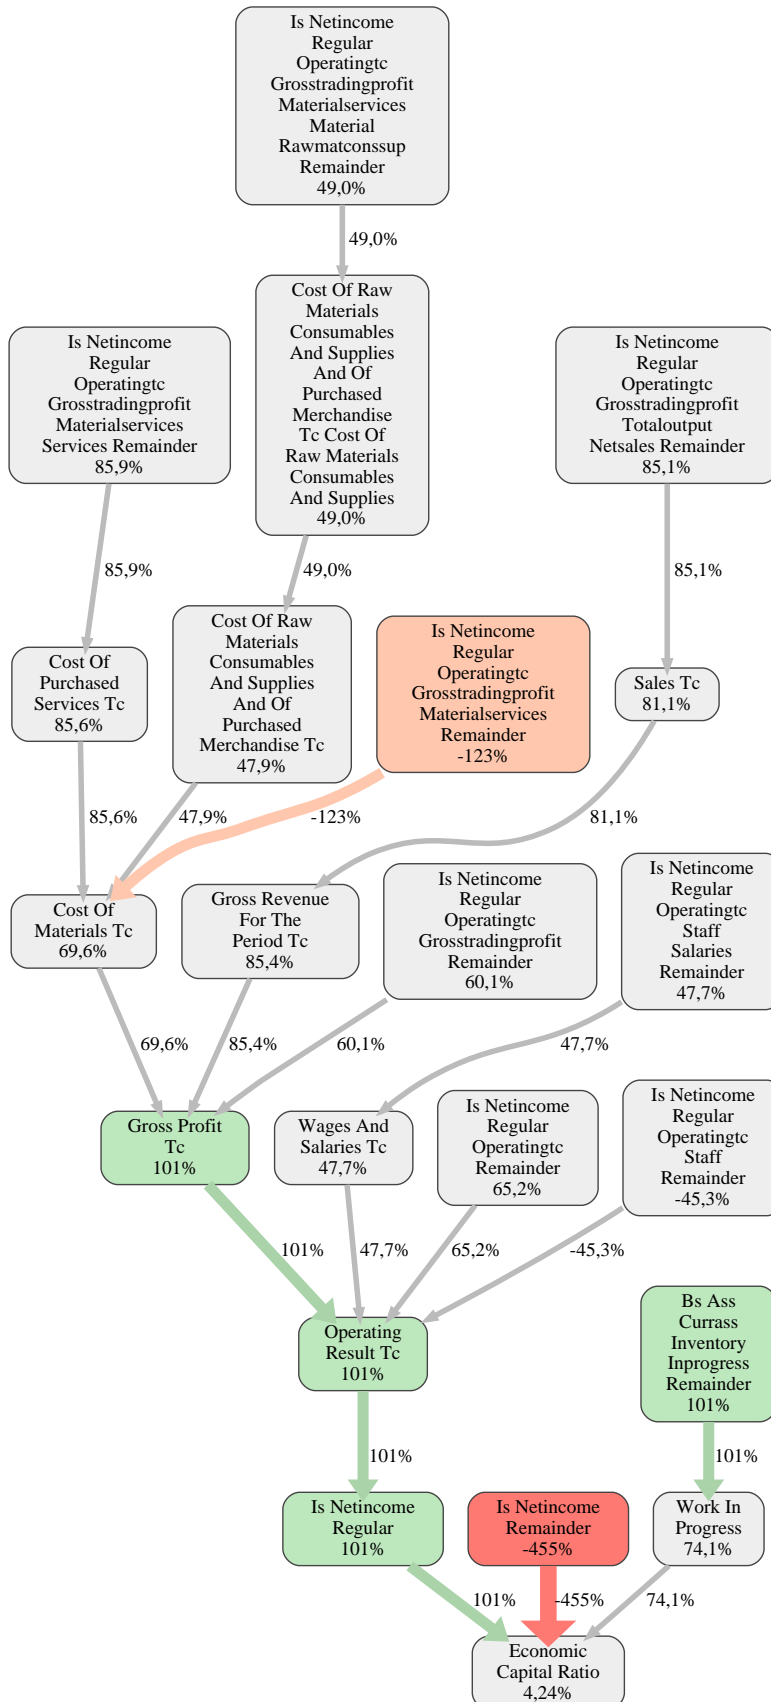 Is Netincome
Regular
Operatingtc
Grosstradingprofit
Materialservices
Material
Rawmatconssup
Remainder
49,0%
49,0%
Cost Of Raw
Materials
Consumables
And Supplies
And Of
Purchased
Merchandise
Tc Cost Of
Raw Materials
Consumables
And Supplies
49,0%
Is Netincome
Regular
Operatingtc
Grosstradingprofit
Materialservices
Services Remainder
85,9%
Is Netincome
Regular
Operatingtc
Grosstradingprofit
Totaloutput
Netsales Remainder
85,1%
85,9%
49,0%
85,1%
Cost Of
Purchased
Services Tc
85,6%
Cost Of Raw
Materials
Consumables
And Supplies
And Of
Purchased
Merchandise Tc
47,9%
Is Netincome
Regular
Operatingtc
Grosstradingprofit
Materialservices
Remainder
-123%
Sales Tc
81,1%
85,6%
47,9%
-123%
81,1%
Cost Of
Materials Tc
69,6%
Gross Revenue
For The
Period Tc
85,4%
Is Netincome
Regular
Operatingtc
Grosstradingprofit
Remainder
60,1%
Is Netincome
Regular
Operatingtc
Staff
Salaries
Remainder
47,7%
69,6%
85,4%
60,1%
47,7%
Gross Profit
Tc
101%
Wages And
Salaries Tc
47,7%
Is Netincome
Regular
Operatingtc
Remainder
65,2%
Is Netincome
Regular
Operatingtc
Staff
Remainder
-45,3%
101%
47,7%
65,2%
-45,3%
Operating
Result Tc
101%
Bs Ass
Currass
Inventory
Inprogress
Remainder
101%
101%
101%
Is Netincome
Regular
101%
Is Netincome
Remainder
-455%
Work In
Progress
74,1%
101%
-455%
74,1%
Economic
Capital Ratio
4,24%